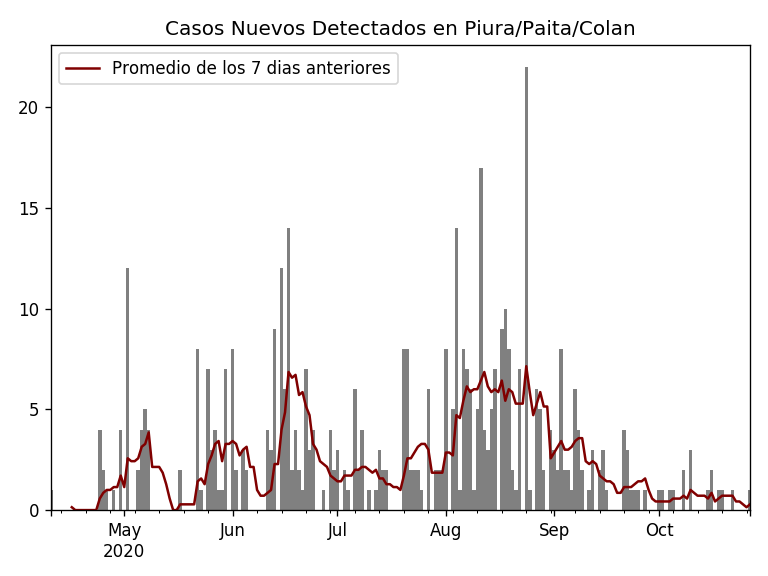 Casos Nuevos Detectados en Piura/Paita/Colan
Promedio de los 7 dias anteriores
20
15
10
5
0
May Jun Jul Aug Sep Oct
2020